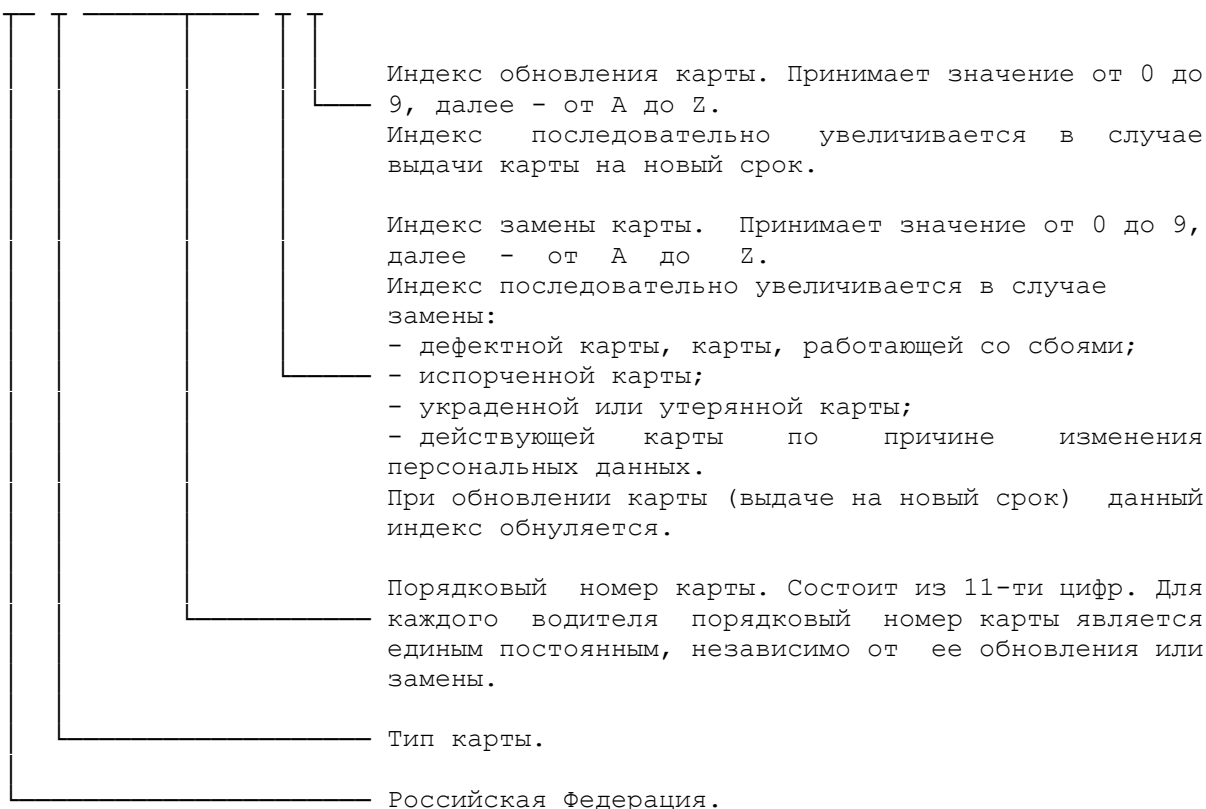 Индекс обновления карты. Принимает значение от 0 до
9, далее - от A до Z.
Индекс последовательно увеличивается в случае
выдачи карты на новый срок.
Индекс замены карты. Принимает значение от 0 до 9,
далее - от A до Z.
Индекс последовательно увеличивается в случае
замены:
- дефектной карты, карты, работающей со сбоями;
- испорченной карты;
- украденной или утерянной карты;
- действующей карты по причине изменения
персональных данных.
При обновлении карты (выдаче на новый срок) данный
индекс обнуляется.
Порядковый номер карты. Состоит из 11-ти цифр. Для
каждого водителя порядковый номер карты является
единым постоянным, независимо от ее обновления или
замены.
Тип карты.
Российская Федерация.